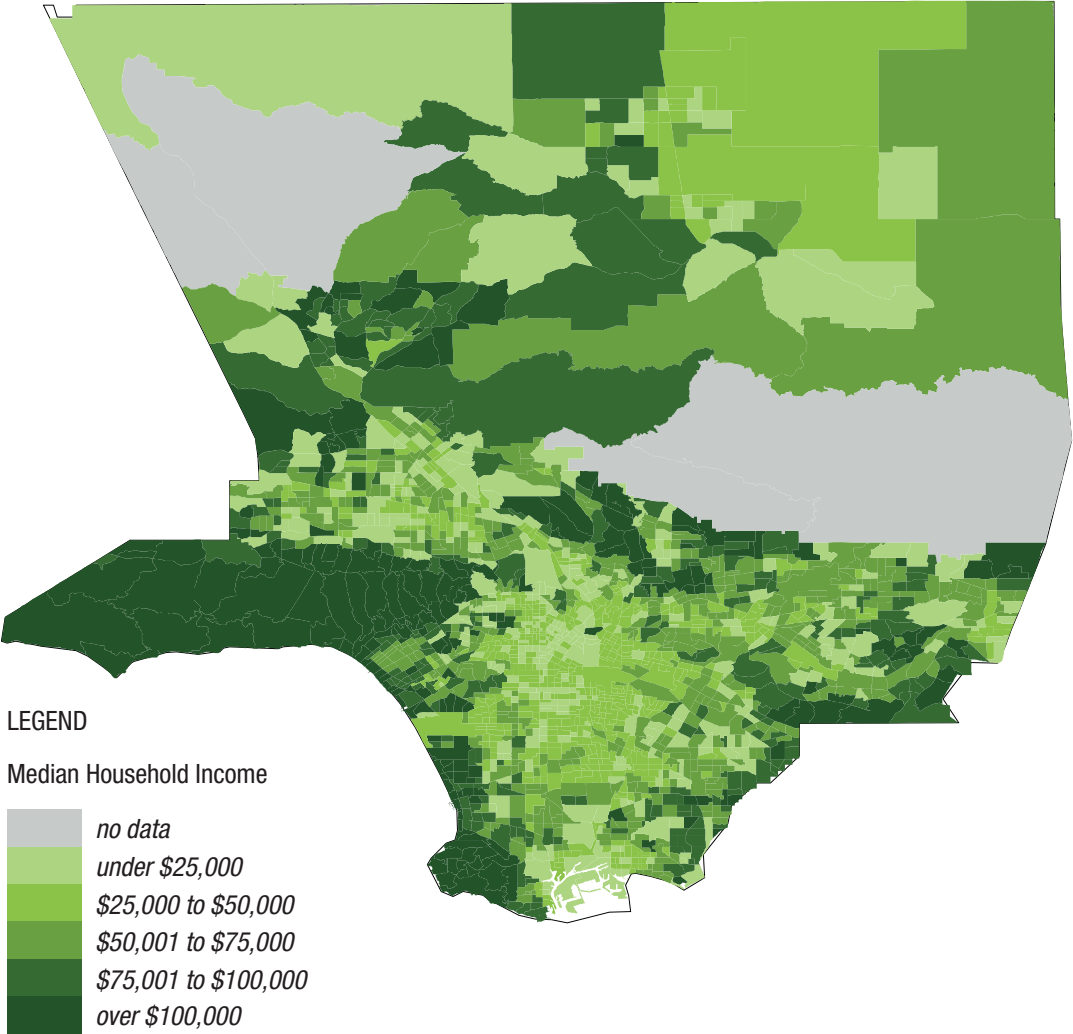 LEGEND
Median Household Income
no data
under $25,000
$25,000 to $50,000
$50,001 to $75,000
$75,001 to $100,000
over $100,000